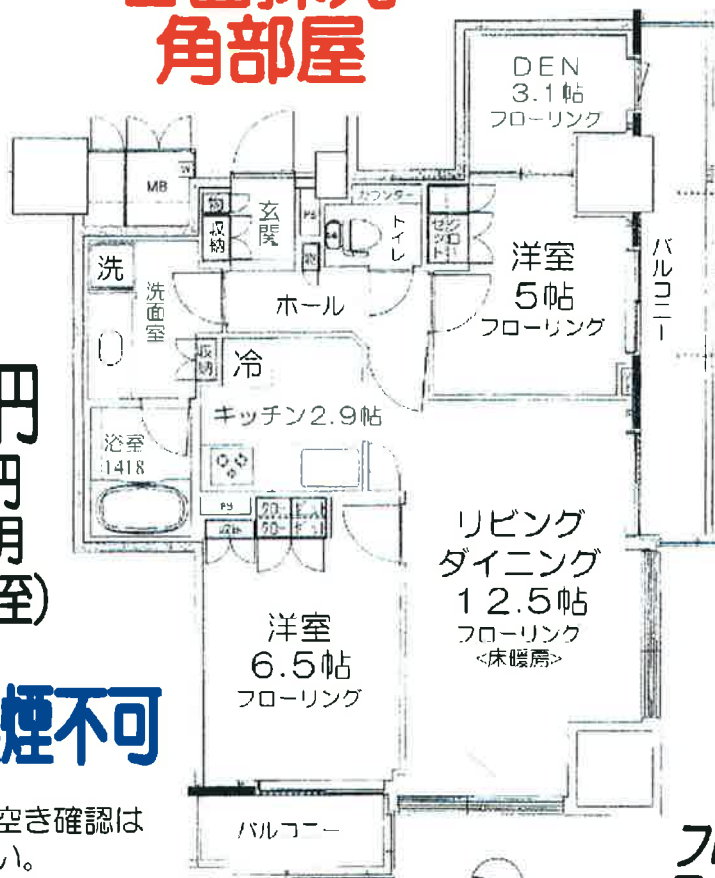 角部屋
DEN
3.1帖
フローリング
MB
物
収納
玄関
PS
物
カウンター
トイレ
洋室
5帖
フローリング
バルコニー
洗
洗面室
ホール
収納
冷
キッチン2.9帖
浴室
1418
PS
リビング
ダイニング
12.5帖
フローリング
<床暖房>
洋室
6.5帖
フローリング
バルコニー
円
円
月
煙不可
空き確認は
い。